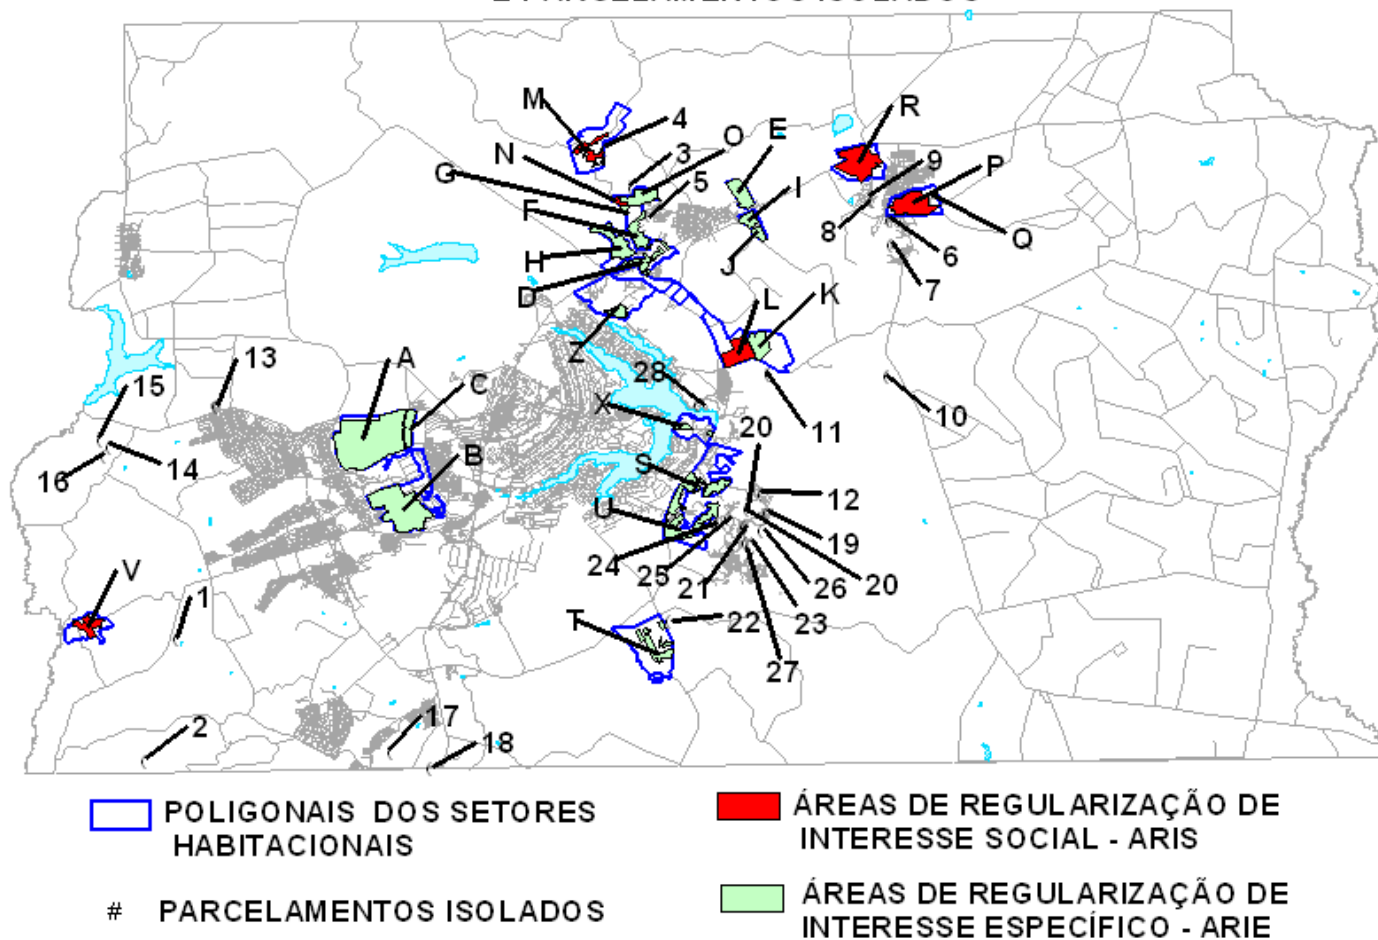 E PARCELAMENTOS ISOLADOS
M
4
R
O
E
N
3
9
P
G
5
I
F
8
6
Q
H
J
7
D
L
K
Z
13
A
28
15
C
X
20
11
10
16
14
B
S
12
U
19
24
25
21
26
20
V
1
T
22
23
27
2
17
18
POLIGONAIS DOS SETORES
HABITACIONAIS
# PARCELAMENTOS ISOLADOS
ÁREAS DE REGULARIZAÇÃO DE
INTERESSE SOCIAL - ARIS
ÁREAS DE REGULARIZAÇÃO DE
INTERESSE ESPECÍFICO - ARIE